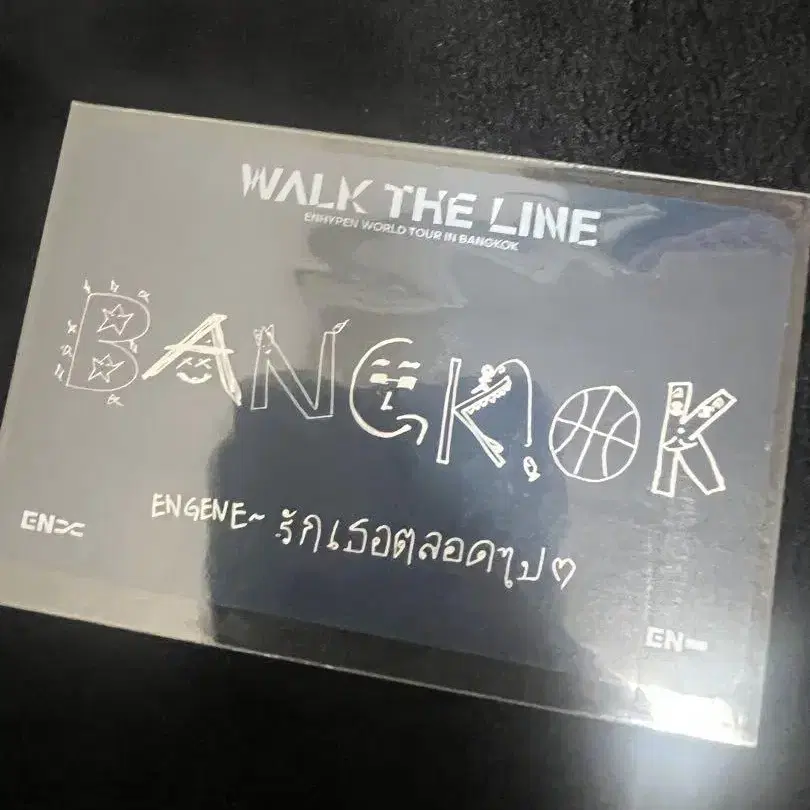 WALK THE LINE
ENHYPEN WORLD TOUR IN BANGKOK
BANGKOK
ENGENE~ รักเธอตลอดไป♡
EN
EN-